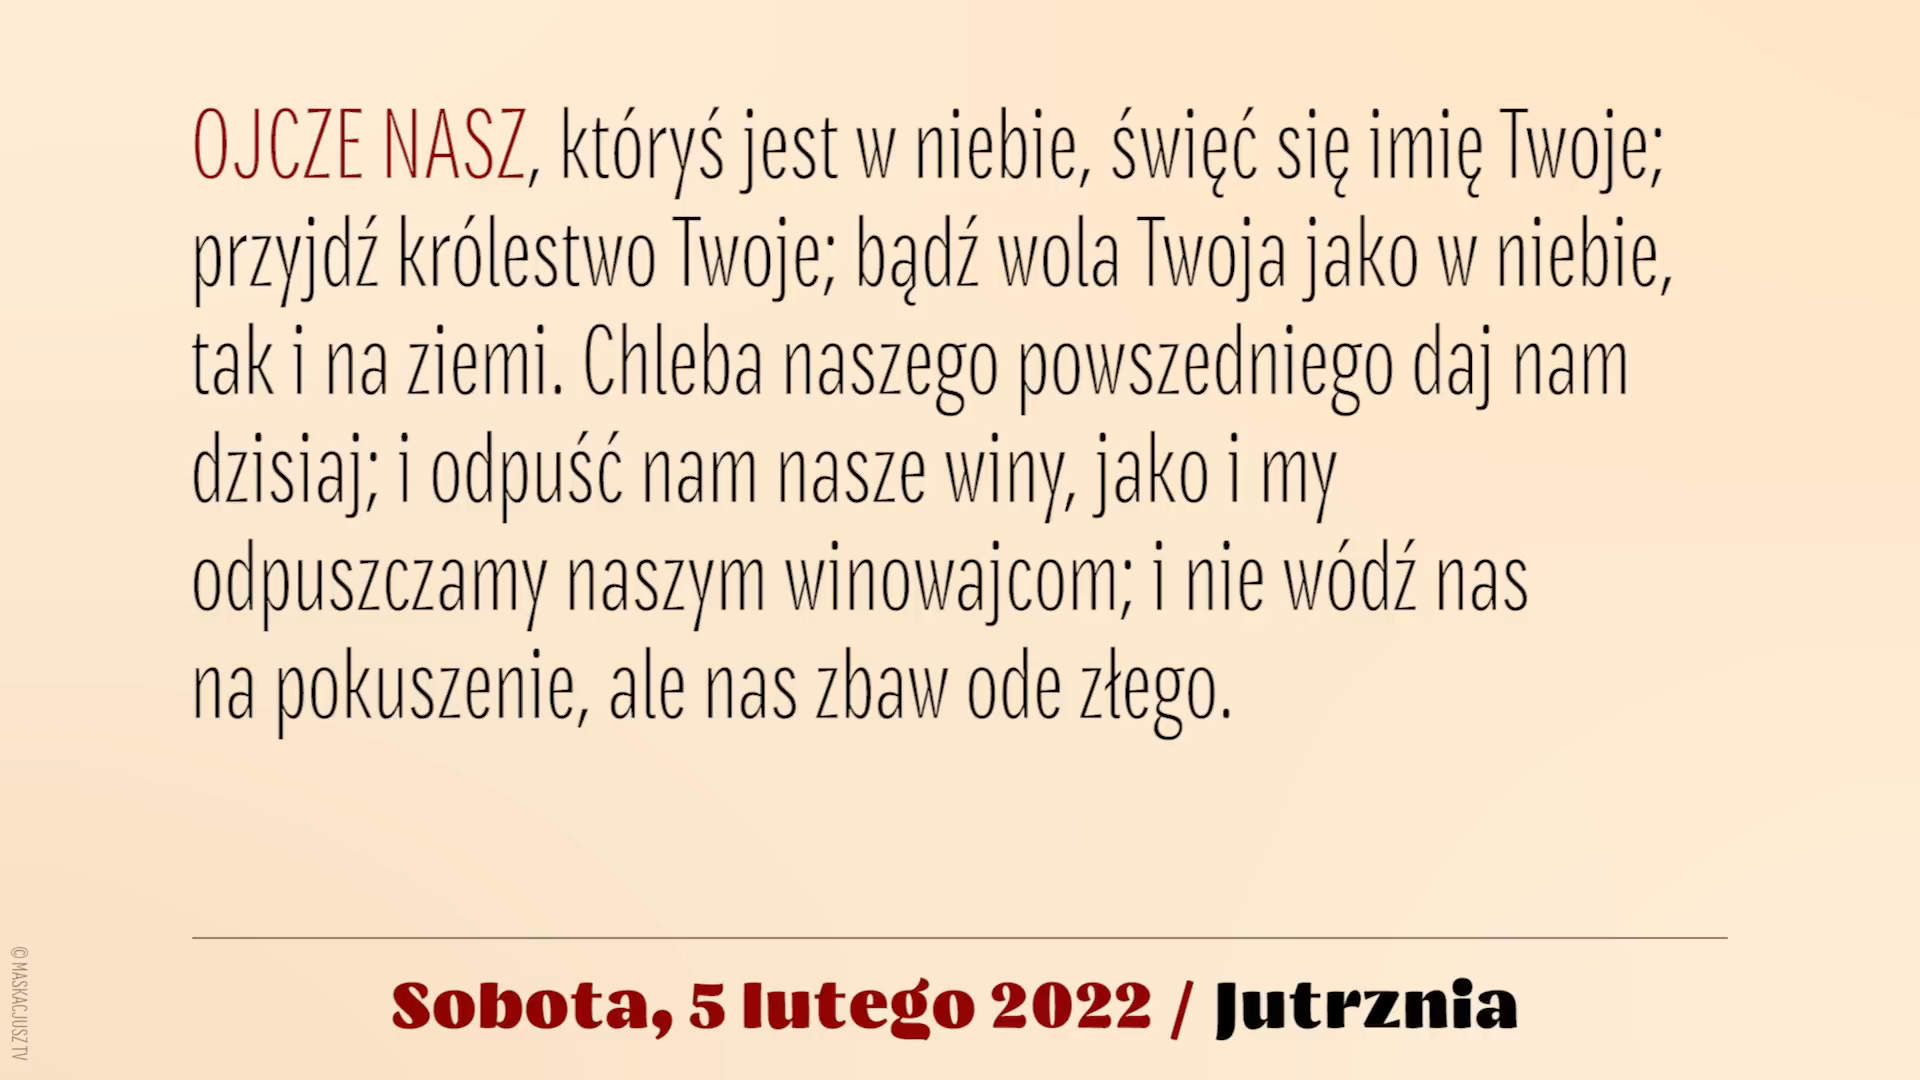 OJCZE NASZ, któryś jest w niebie, święć się imię Twoje;
przyjdź królestwo Twoje; bądź wola Twoja jako w niebie,
tak i na ziemi. Chleba naszego powszedniego daj nam
dzisiaj; i odpuść nam nasze winy, jako i my
odpuszczamy naszym winowajcom; i nie wódź nas
na pokuszenie, ale nas zbaw ode złego.
Sobota, 5 lutego 2022 / Jutrznia
© MASKACJUSZ TV